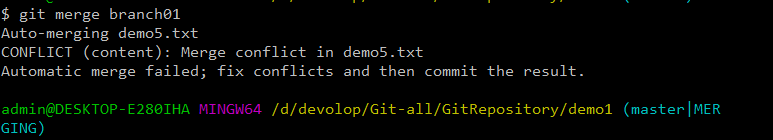 $ git merge branch01
Auto-merging demo5.txt
CONFLICT (content): Merge conflict in demo5.txt
Automatic merge failed; fix conflicts and then commit the result.
admin@DESKTOP-E280IHA MINGW64 /d/devolop/Git-all/GitRepository/demo1 (master|MER
GING)